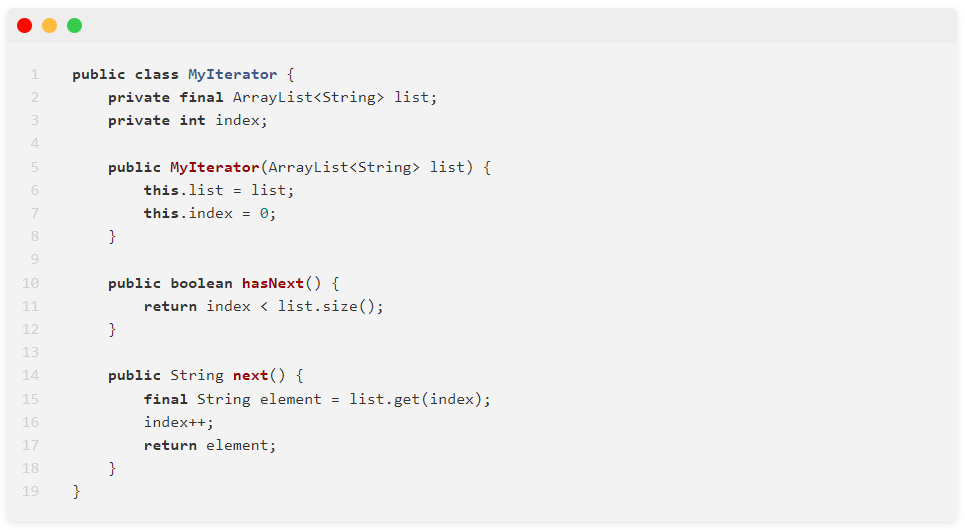 1 public class MyIterator {
2     private final ArrayList<String> list;
3     private int index;
4
5     public MyIterator(ArrayList<String> list) {
6         this.list = list;
7         this.index = 0;
8     }
9
10     public boolean hasNext() {
11         return index < list.size();
12     }
13
14     public String next() {
15         final String element = list.get(index);
16         index++;
17         return element;
18     }
19 }